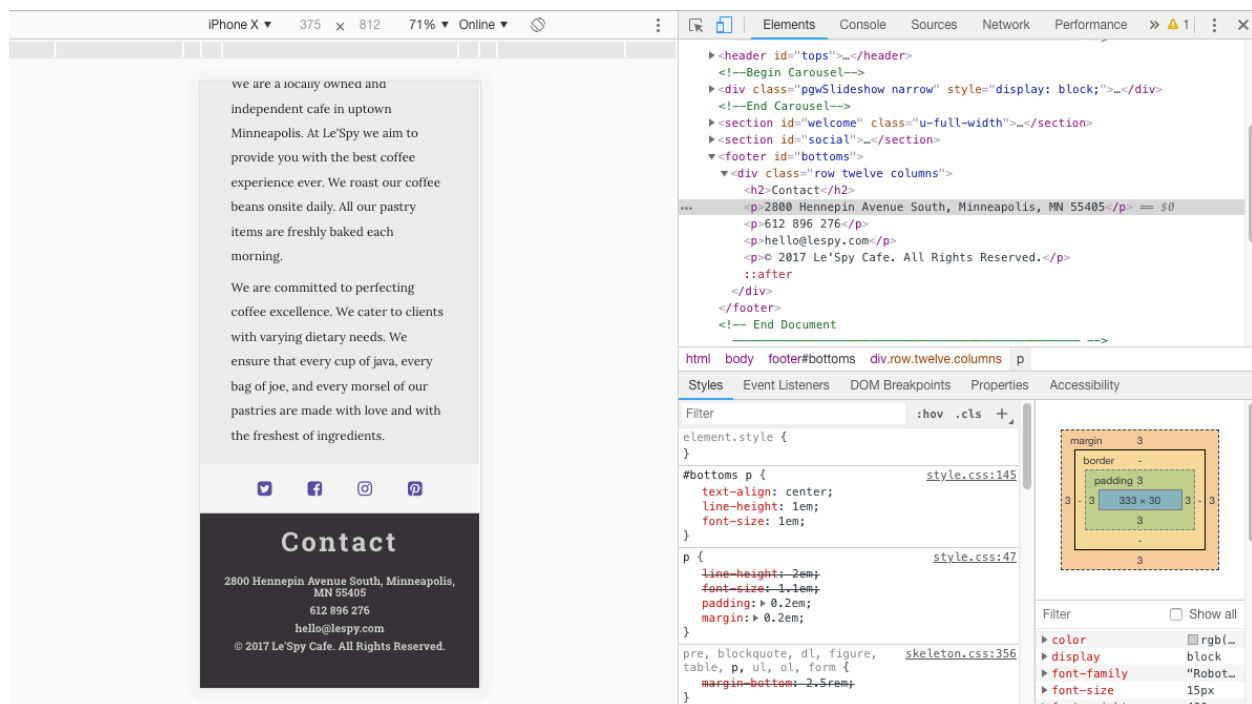 iPhone X ▼ 375 x 812 71% ▼ Online ▼
We are a locally owned and
independent cafe in uptown
Minneapolis. At Le'Spy we aim to
provide you with the best coffee
experience ever. We roast our coffee
beans onsite daily. All our pastry
items are freshly baked each
morning.
We are committed to perfecting
coffee excellence. We cater to clients
with varying dietary needs. We
ensure that every cup of java, every
bag of joe, and every morsel of our
pastries are made with love and with
the freshest of ingredients.
Contact
2800 Hennepin Avenue South, Minneapolis,
MN 55405
612 896 276
hello@lespy.com
© 2017 Le'Spy Cafe. All Rights Reserved.
Elements Console Sources Network Performance » 1
▶<header id="tops">…</header>
<!--Begin Carousel-->
▶<div class="pgwSlideshow narrow" style="display: block;">…</div>
<!--End Carousel-->
▶<section id="welcome" class="u-full-width">…</section>
▶<section id="social">…</section>
▼<footer id="bottoms">
▼<div class="row twelve columns">
<h2>Contact</h2>
<p>2800 Hennepin Avenue South, Minneapolis, MN 55405</p> == $0
<p>612 896 276</p>
<p>hello@lespy.com</p>
<p>© 2017 Le'Spy Cafe. All Rights Reserved.</p>
::after
</div>
</footer>
<!-- End Document
-->
html body footer#bottoms div.row.twelve.columns p
Styles Event Listeners DOM Breakpoints Properties Accessibility
Filter :hov .cls +
element.style {
}
#bottoms p { style.css:145
text-align: center;
line-height: 1em;
font-size: 1em;
}
p { style.css:47
line-height: 2em;
font-size: 1.1em;
padding:▶ 0.2em;
margin:▶ 0.2em;
}
pre, blockquote, dl, figure, skeleton.css:356
table, p, ul, ol, form {
margin-bottom: 2.5rem;
}
margin 3
border -
padding 3
3 - 3 333 × 30 3 - 3
3
-
3
Filter Show all
▶ color rgb(…
▶ display block
▶ font-family "Robot…
▶ font-size 15px